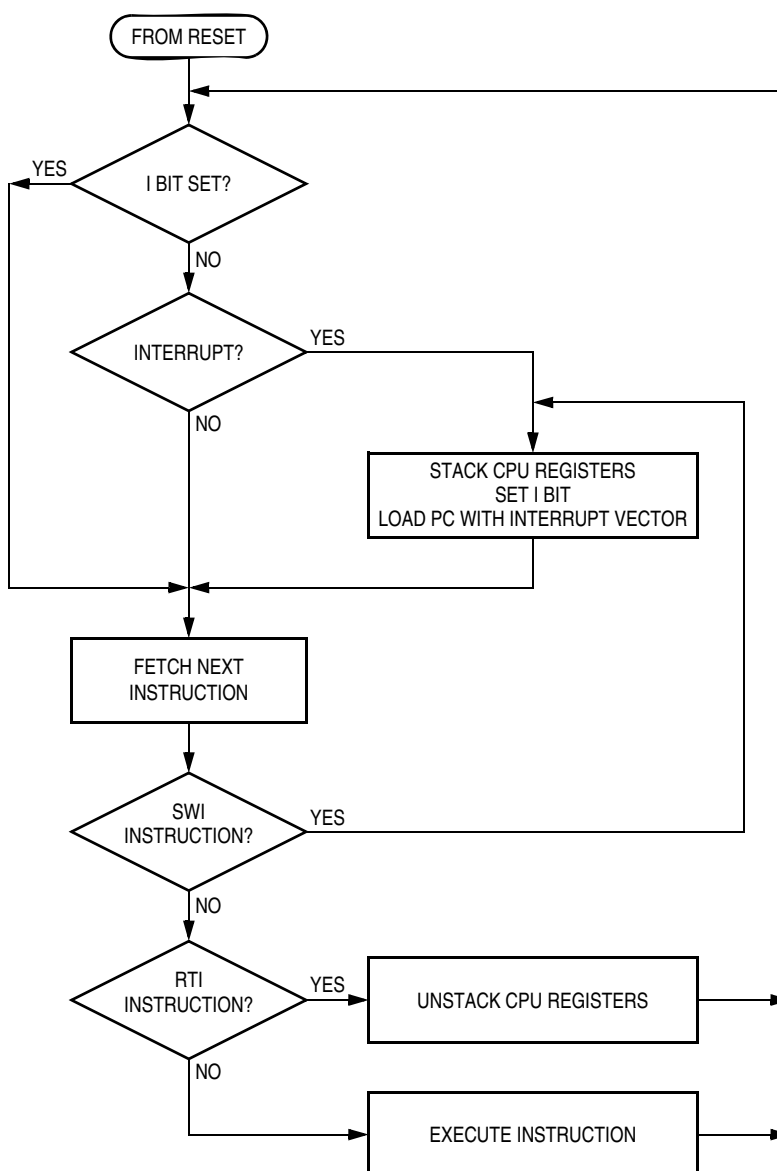 FROM RESET
YES
I BIT SET?
NO
INTERRUPT?
YES
NO
STACK CPU REGISTERS
SET I BIT
LOAD PC WITH INTERRUPT VECTOR
FETCH NEXT
INSTRUCTION
SWI
INSTRUCTION?
YES
NO
RTI
INSTRUCTION?
YES
UNSTACK CPU REGISTERS
NO
EXECUTE INSTRUCTION